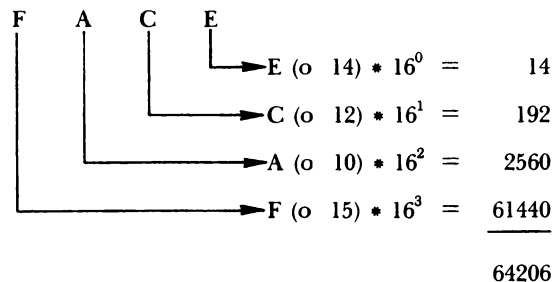 F A C E
E (o 14) * 16⁰ = 14
C (o 12) * 16¹ = 192
A (o 10) * 16² = 2560
F (o 15) * 16³ = 61440
64206